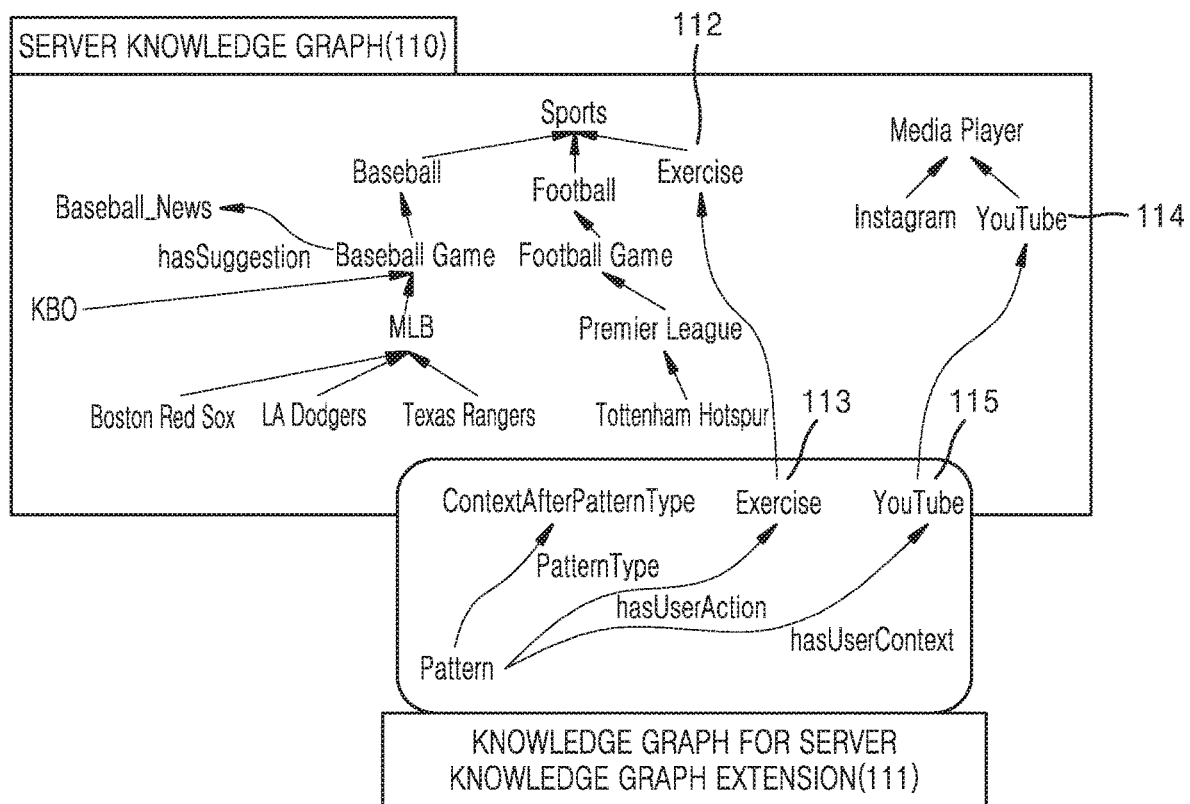 112
SERVER KNOWLEDGE GRAPH(110)
Sports
Media Player
Baseball
Exercise
Football
Baseball_News
Instagram
YouTube
114
hasSuggestion
Baseball Game
Football Game
KBO
MLB
Premier League
Boston Red Sox
LA Dodgers
Texas Rangers
Tottenham Hotspur
113
115
ContextAfterPatternType
Exercise
YouTube
PatternType
hasUserAction
hasUserContext
Pattern
KNOWLEDGE GRAPH FOR SERVER
KNOWLEDGE GRAPH EXTENSION(111)